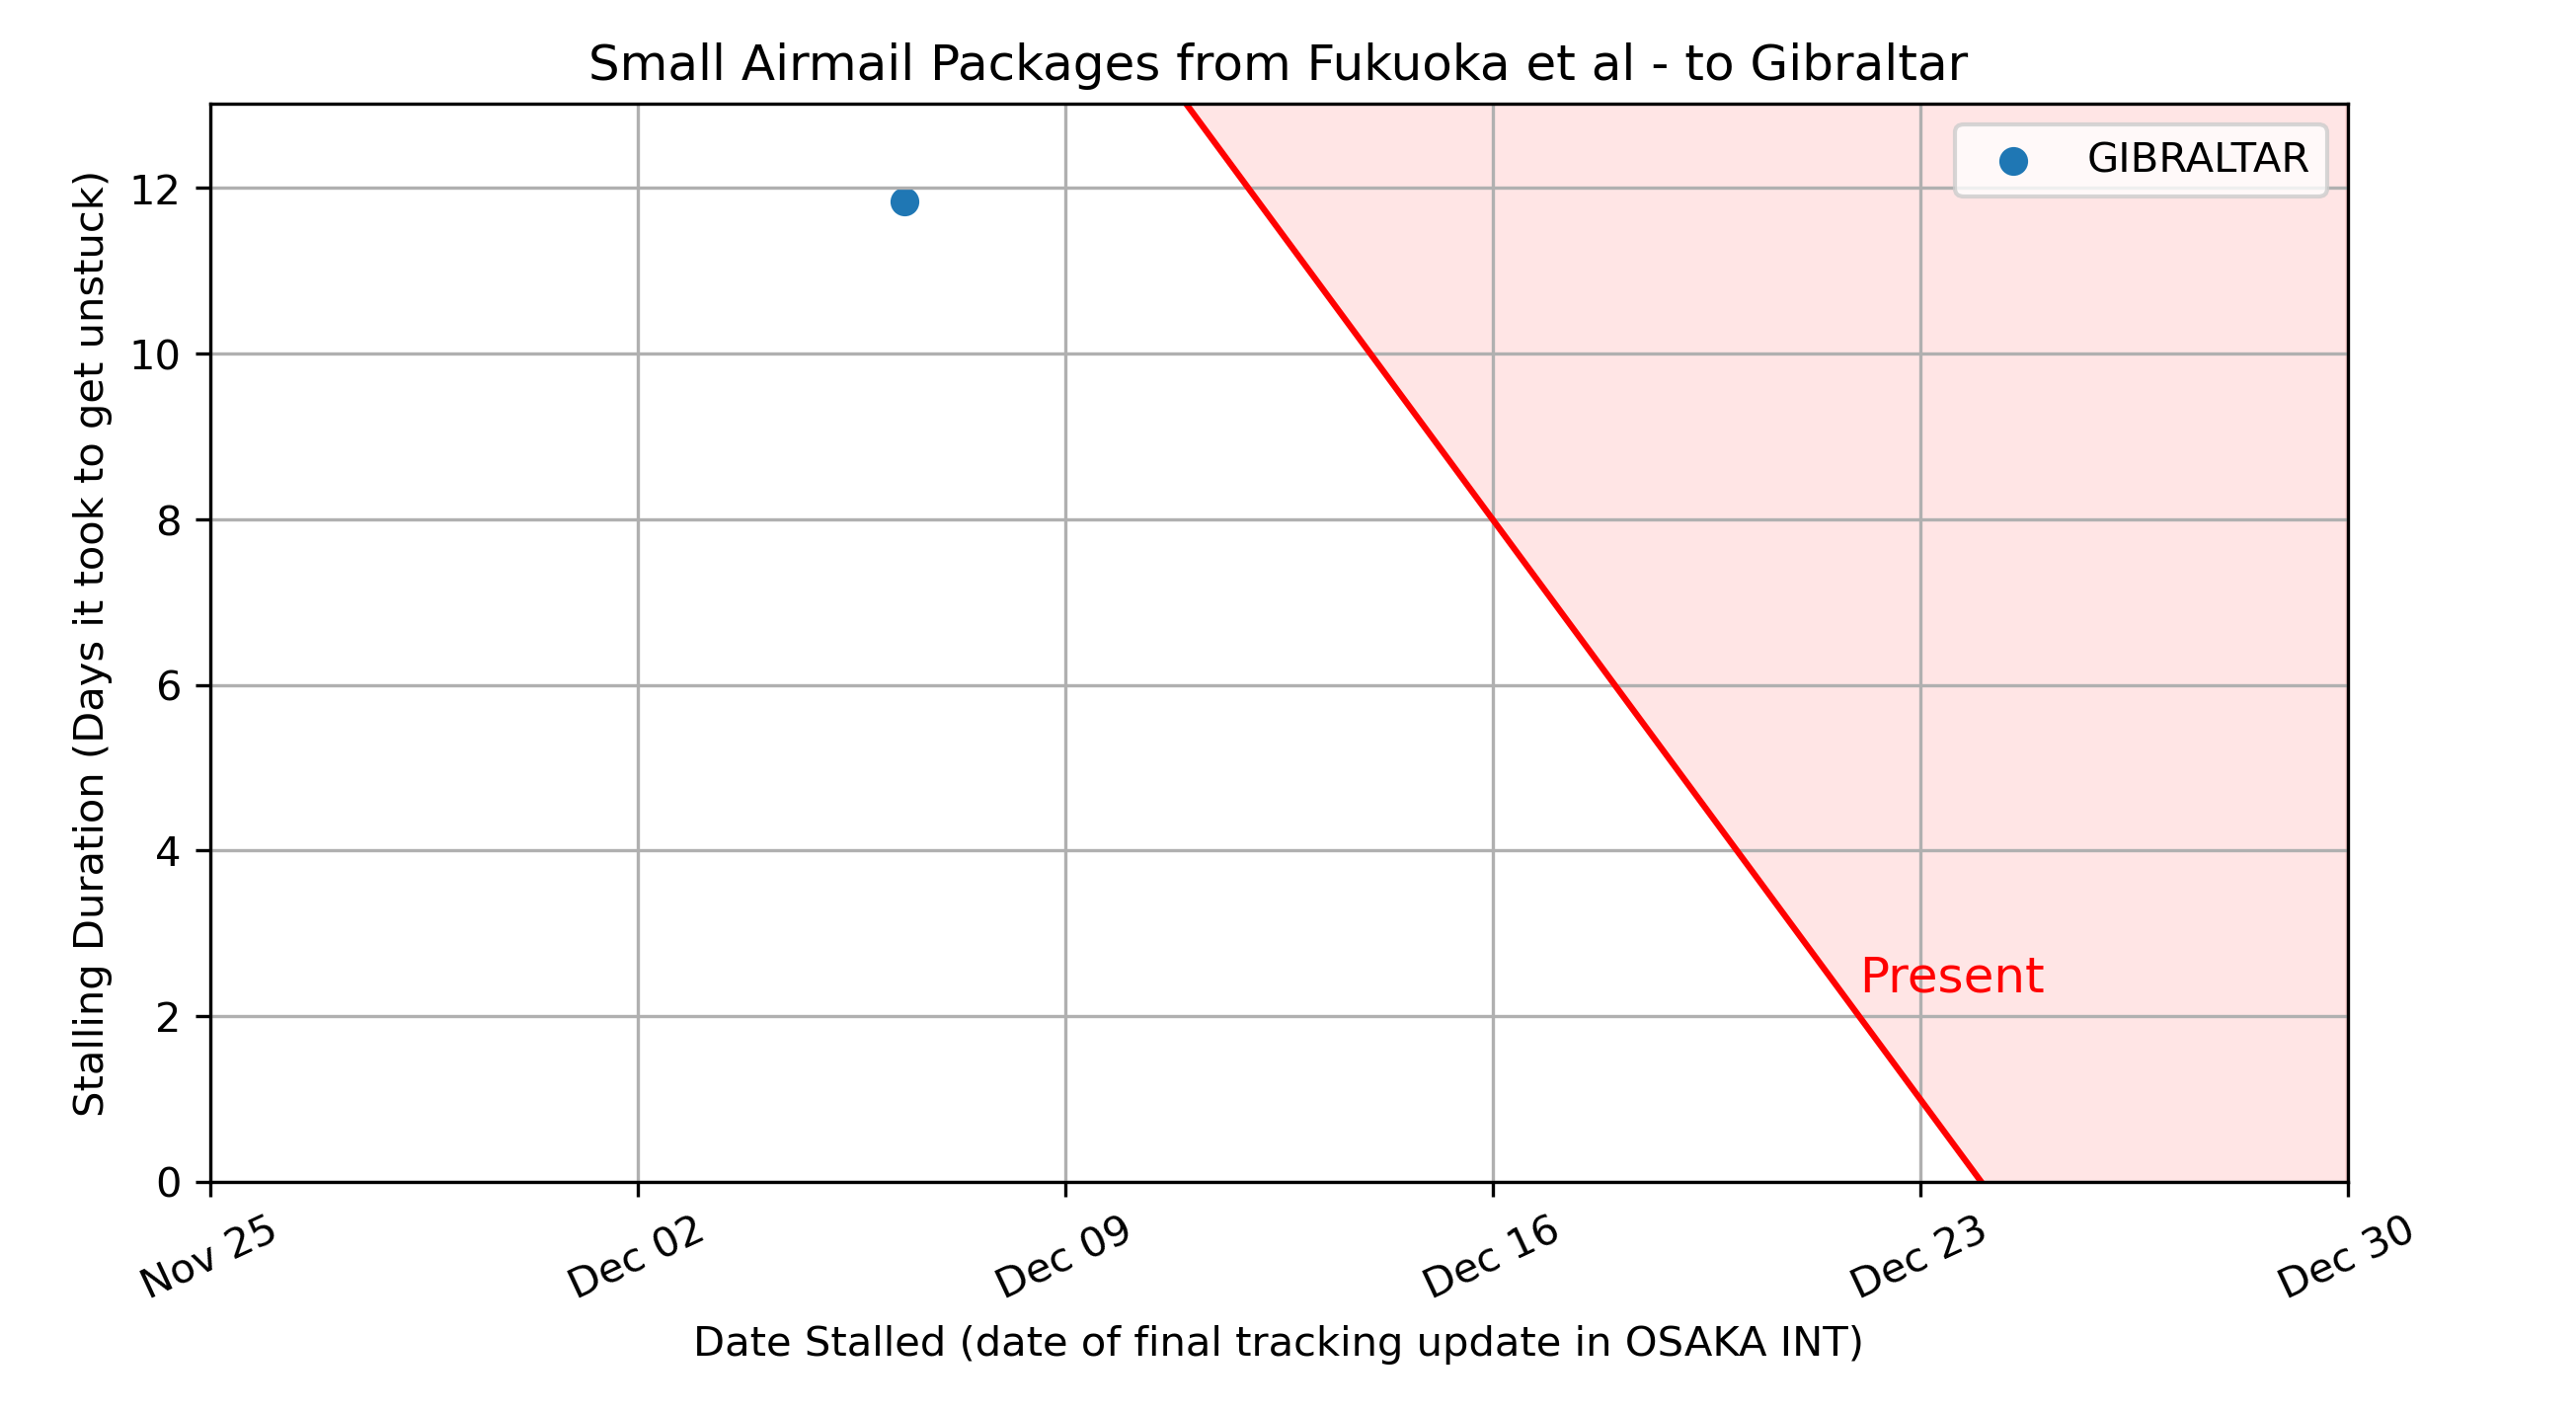 Small Airmail Packages from Fukuoka et al - to Gibraltar
GIBRALTAR
Stalling Duration (Days it took to get unstuck)
12
10
8
6
4
2
0
Present
Nov 25
Dec 02
Dec 09
Dec 16
Dec 23
Dec 30
Date Stalled (date of final tracking update in OSAKA INT)